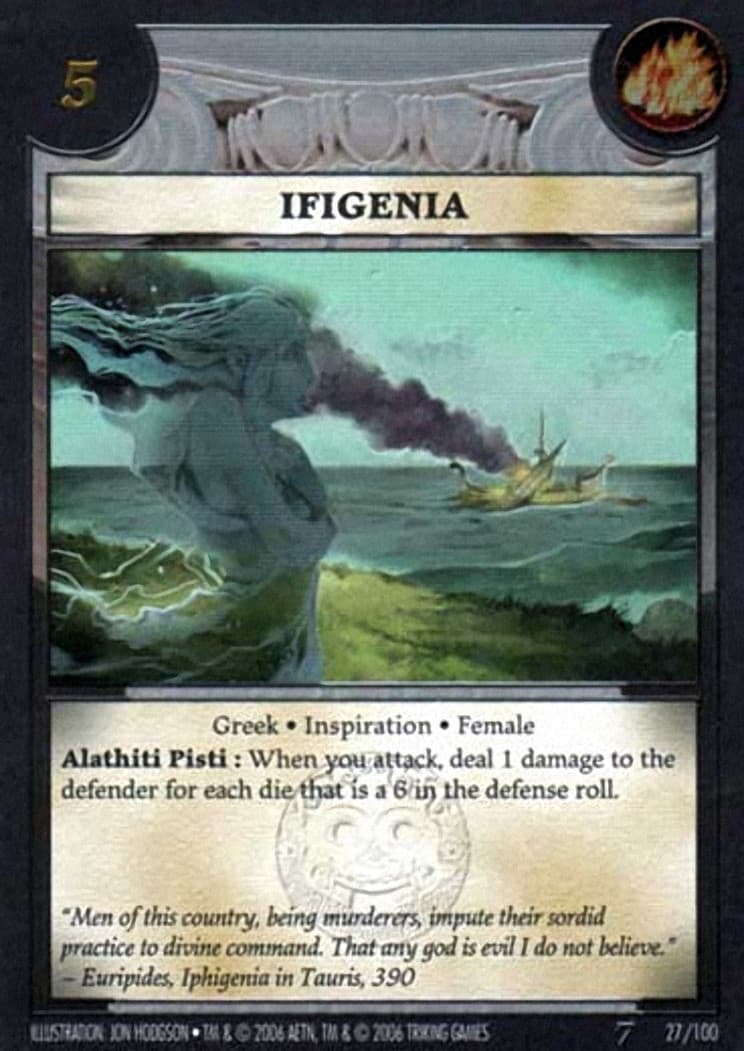 5
IFIGENIA
Greek • Inspiration • Female
Alathiti Pisti : When you attack, deal 1 damage to the
defender for each die that is a 6 in the defense roll.
"Men of this country, being murderers, impute their sordid
practice to divine command. That any god is evil I do not believe."
– Euripides, Iphigenia in Tauris, 390
ILLUSTRATION: JON HODGSON • TM & © 2006 AETN, TM & © 2006 TRIKING GAMES
7 27/100